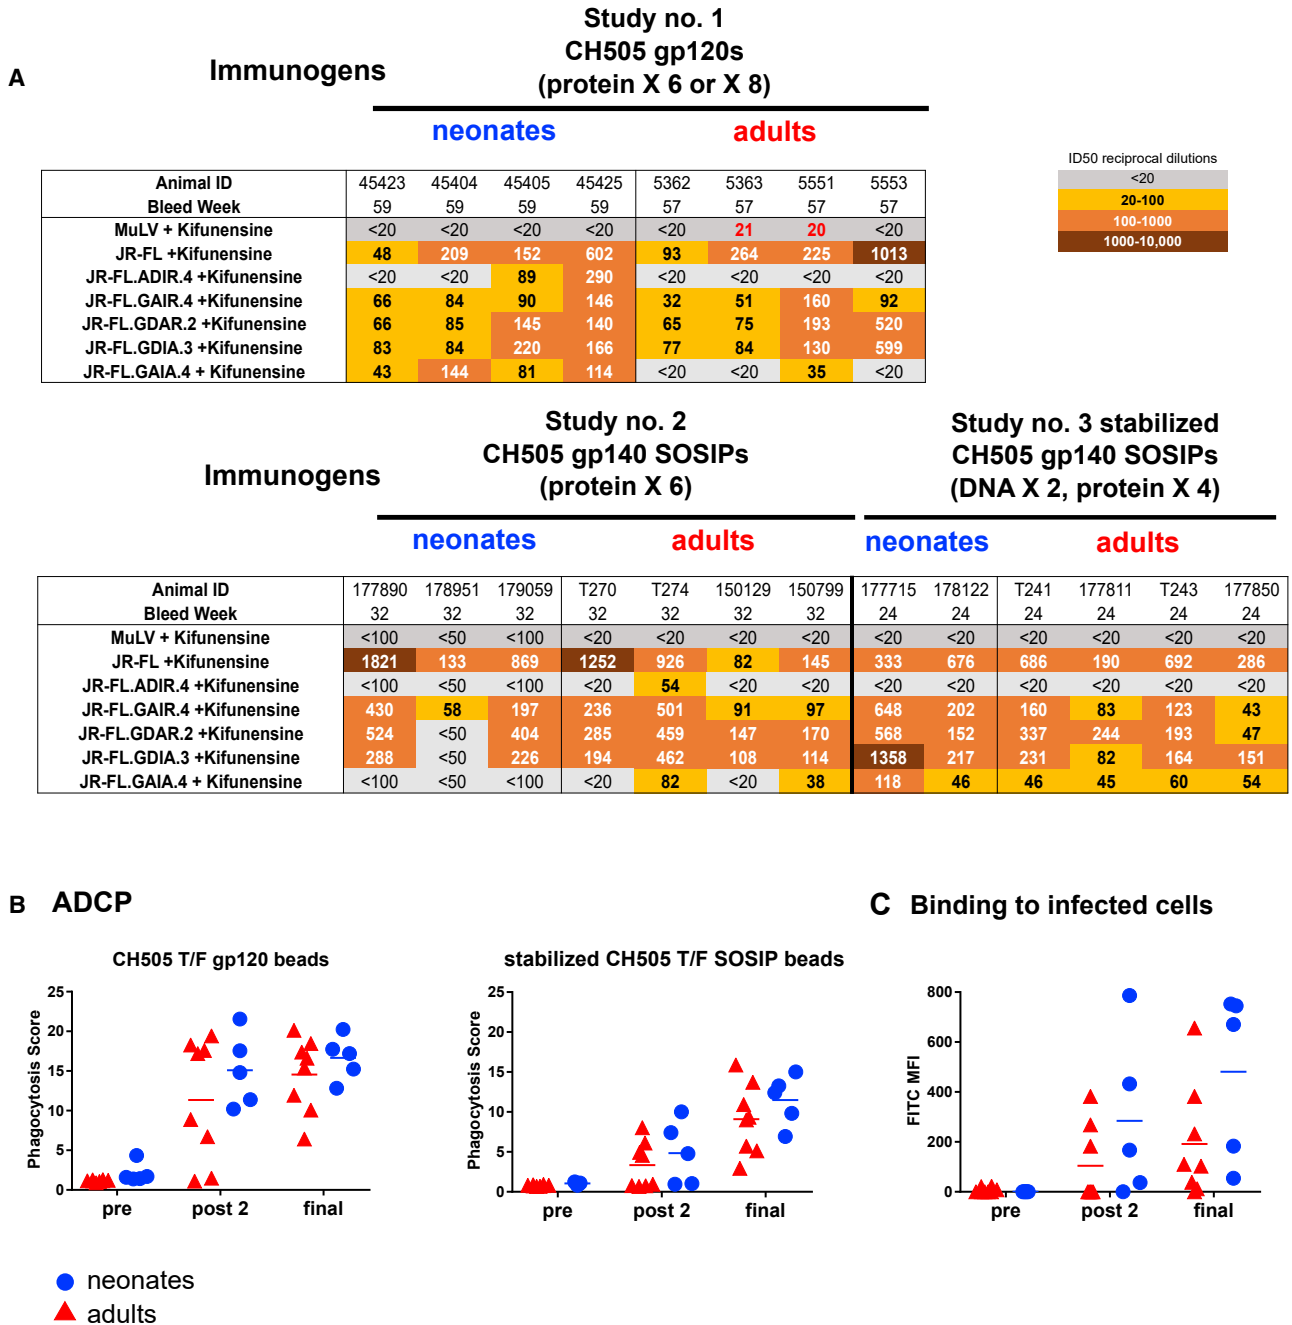 Study no. 1
CH505 gp120s
(protein X 6 or X 8)
A
Immunogens
neonates adults
Animal ID 45423 45404 45405 45425 5362 5363 5551 5553
Bleed Week 59 59 59 59 57 57 57 57
MuLV + Kifunensine <20 <20 <20 <20 <20 21 20 <20
JR-FL +Kifunensine 48 209 152 602 93 264 225 1013
JR-FL.ADIR.4 +Kifunensine <20 <20 89 290 <20 <20 <20 <20
JR-FL.GAIR.4 +Kifunensine 66 84 90 146 32 51 160 92
JR-FL.GDAR.2 +Kifunensine 66 85 145 140 65 75 193 520
JR-FL.GDIA.3 +Kifunensine 83 84 220 166 77 84 130 599
JR-FL.GAIA.4 + Kifunensine 43 144 81 114 <20 <20 35 <20
ID50 reciprocal dilutions
<20
20-100
100-1000
1000-10,000
Immunogens
Study no. 2
CH505 gp140 SOSIPs
(protein X 6)
Study no. 3 stabilized
CH505 gp140 SOSIPs
(DNA X 2, protein X 4)
neonates adults neonates adults
Animal ID 177890 178951 179059 T270 T274 150129 150799 177715 178122 T241 177811 T243 177850
Bleed Week 32 32 32 32 32 32 32 24 24 24 24 24 24
MuLV + Kifunensine <100 <50 <100 <20 <20 <20 <20 <20 <20 <20 <20 <20 <20
JR-FL +Kifunensine 1821 133 869 1252 926 82 145 333 676 686 190 692 286
JR-FL.ADIR.4 +Kifunensine <100 <50 <100 <20 54 <20 <20 <20 <20 <20 <20 <20 <20
JR-FL.GAIR.4 +Kifunensine 430 58 197 236 501 91 97 648 202 160 83 123 43
JR-FL.GDAR.2 +Kifunensine 524 <50 404 285 459 147 170 568 152 337 244 193 47
JR-FL.GDIA.3 +Kifunensine 288 <50 226 194 462 108 114 1358 217 231 82 164 151
JR-FL.GAIA.4 + Kifunensine <100 <50 <100 <20 82 <20 38 118 46 46 45 60 54
B ADCP
CH505 T/F gp120 beads
Phagocytosis Score
25
20
15
10
5
0
pre post 2 final
stabilized CH505 T/F SOSIP beads
Phagocytosis Score
25
20
15
10
5
0
pre post 2 final
C Binding to infected cells
FITC MFI
800
600
400
200
0
pre post 2 final
neonates
adults